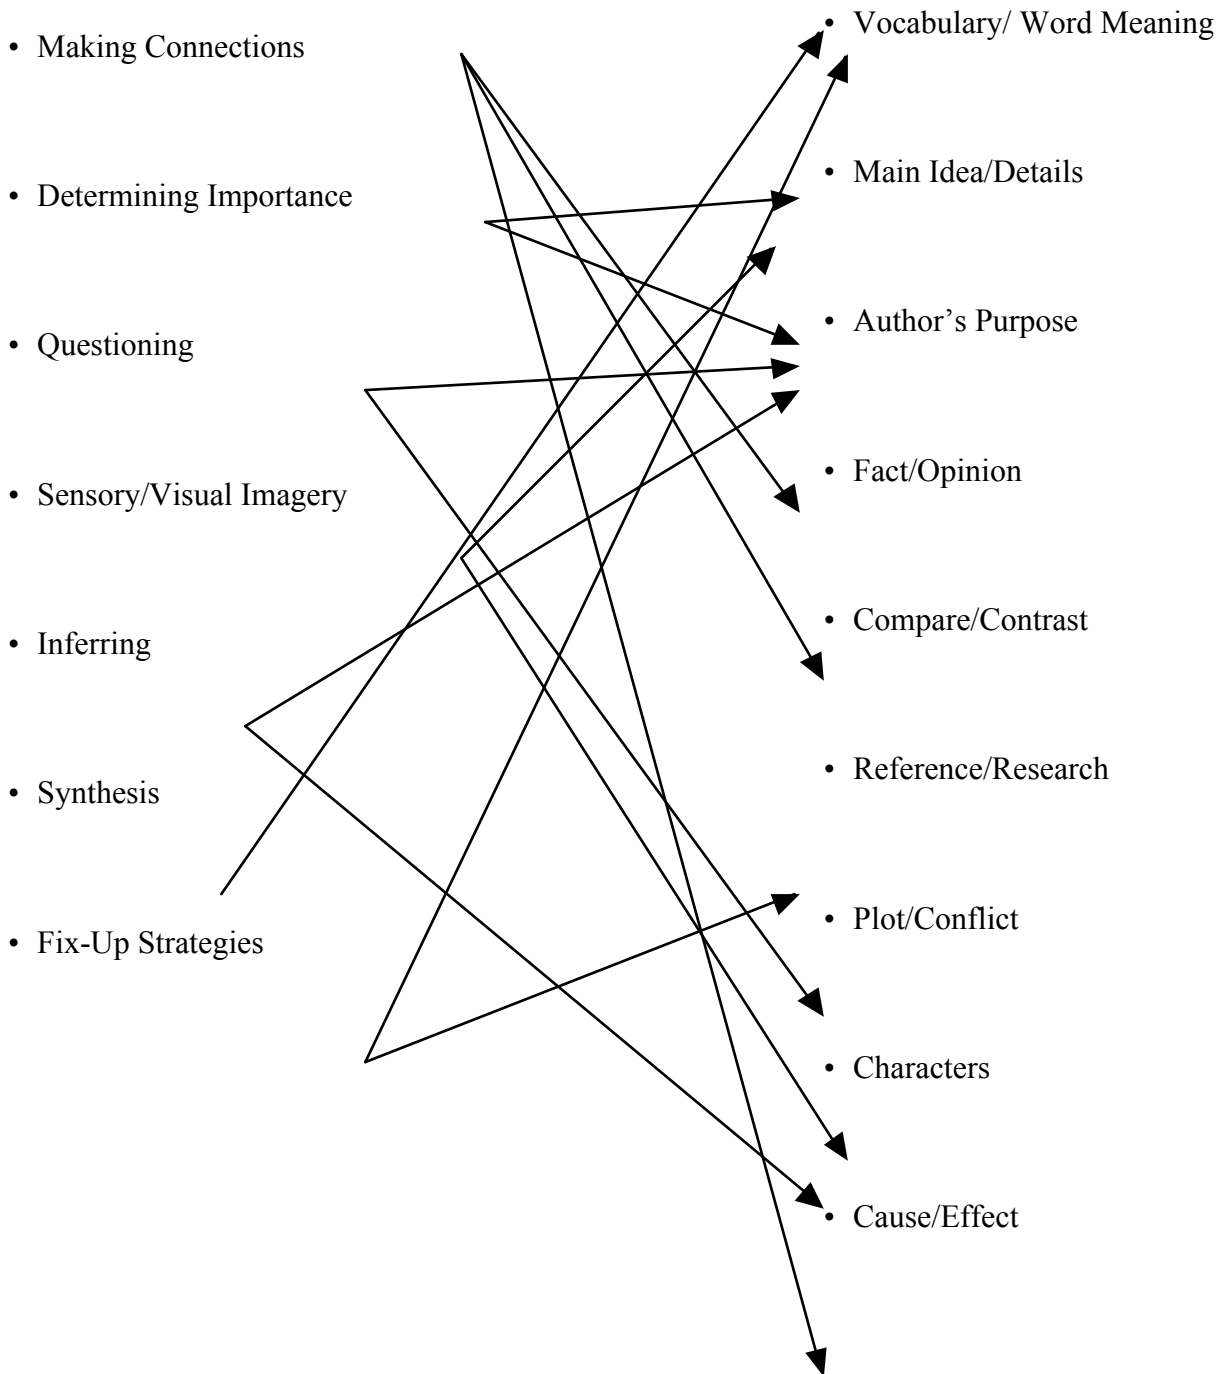 • Making Connections
• Determining Importance
• Questioning
• Sensory/Visual Imagery
• Inferring
• Synthesis
• Fix-Up Strategies
• Vocabulary/ Word Meaning
• Main Idea/Details
• Author’s Purpose
• Fact/Opinion
• Compare/Contrast
• Reference/Research
• Plot/Conflict
• Characters
• Cause/Effect